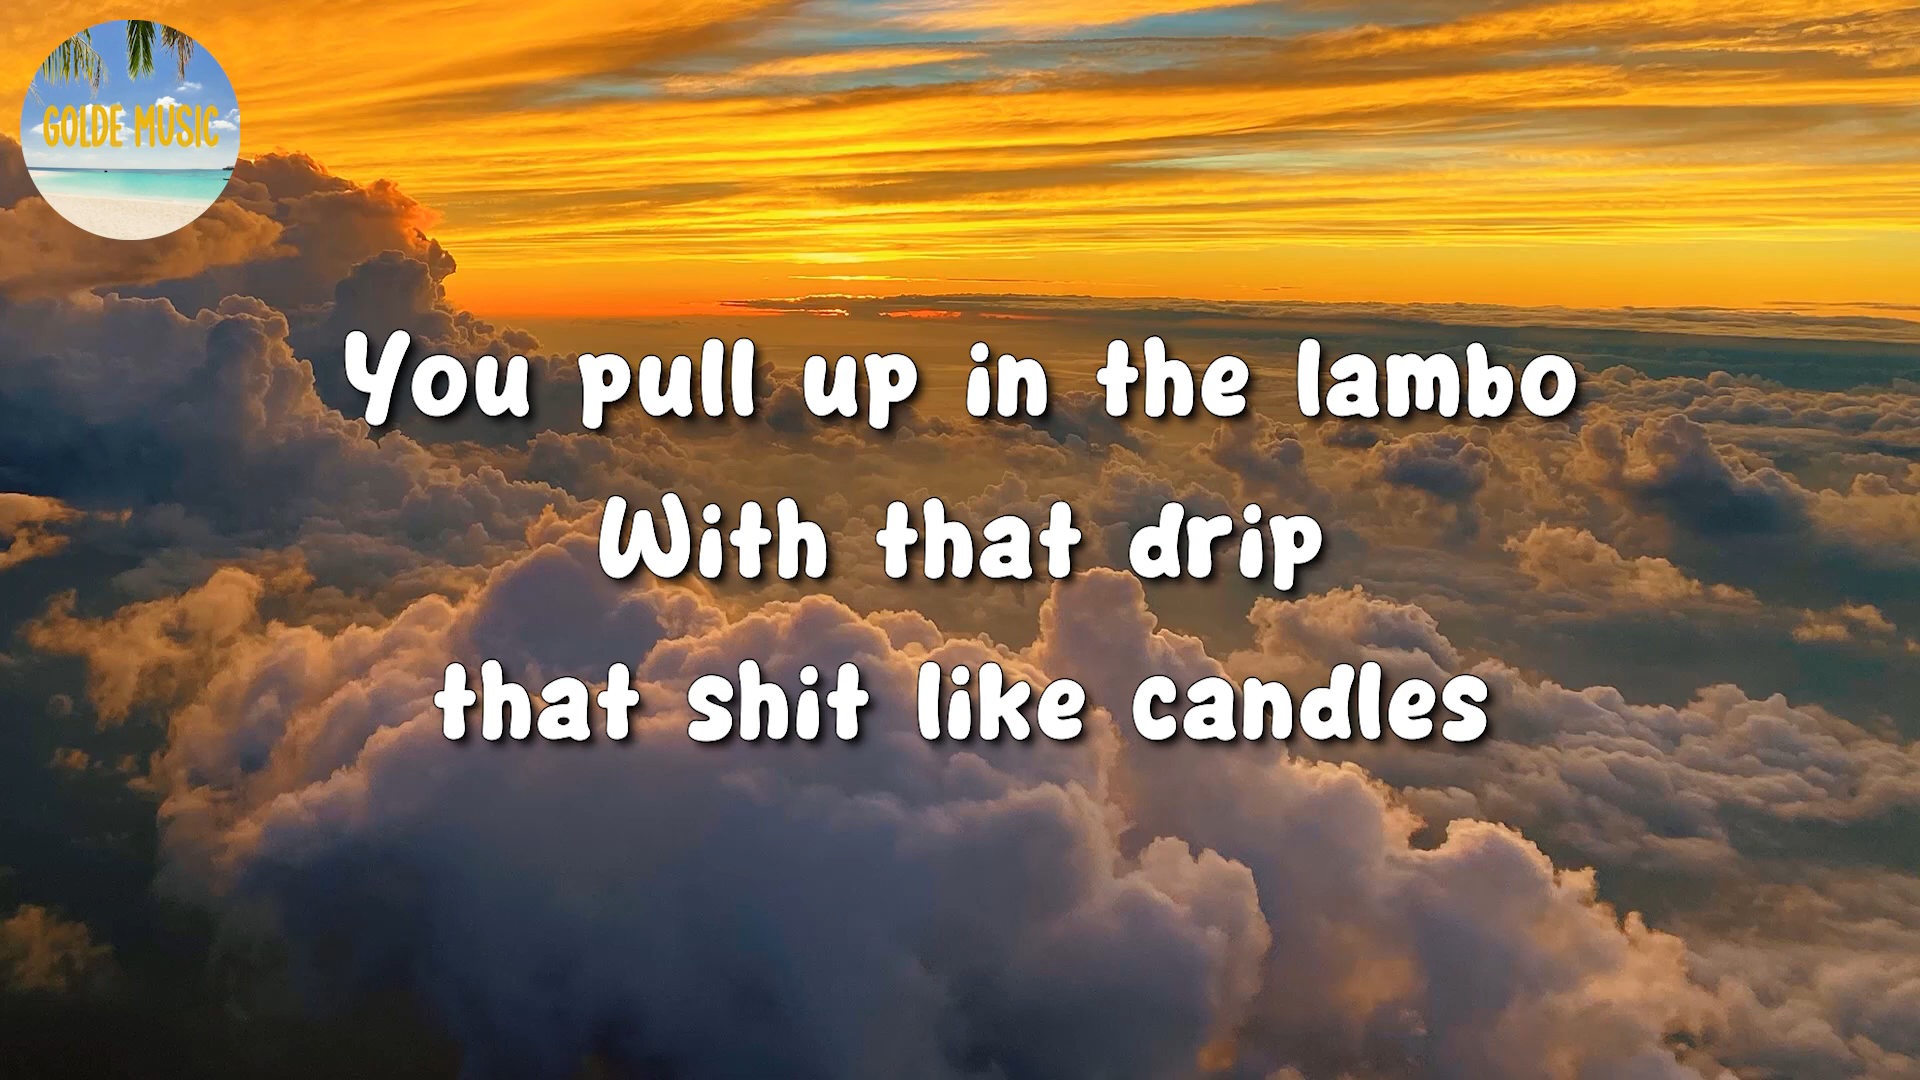 GOLDE MUSIC
You pull up in the lambo
With that drip
that shit like candles